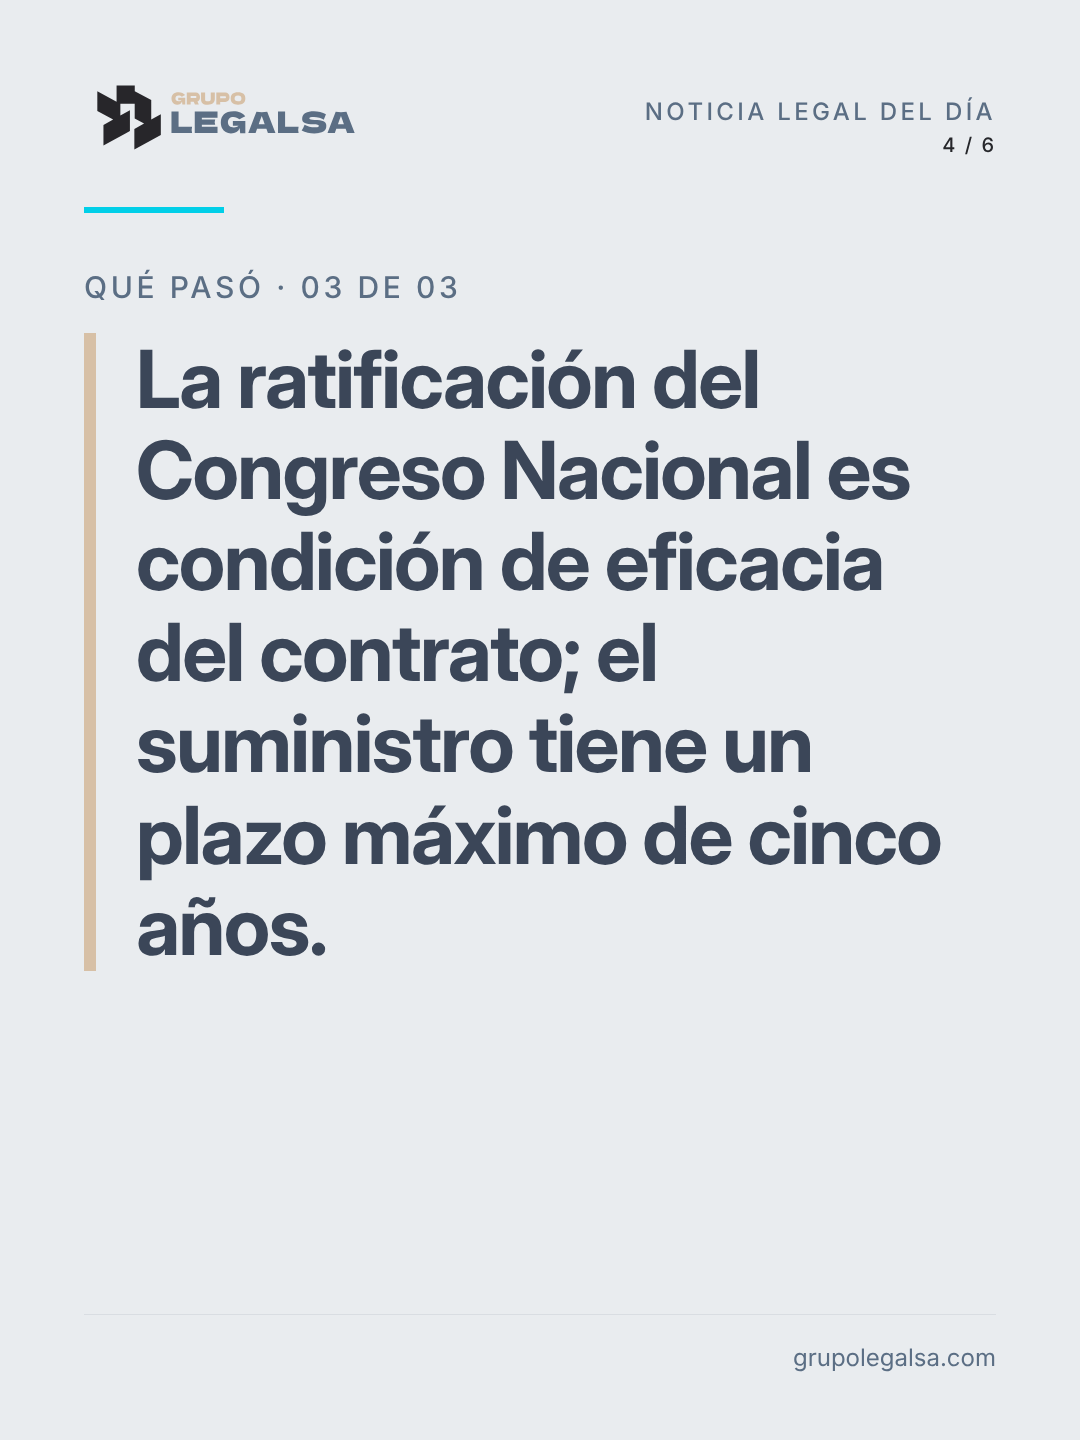 GRUPO
LEGALSA
NOTICIA LEGAL DEL DÍA
4 / 6
QUÉ PASÓ · 03 DE 03
La ratificación del
Congreso Nacional es
condición de eficacia
del contrato; el
suministro tiene un
plazo máximo de cinco
años.
grupolegalsa.com